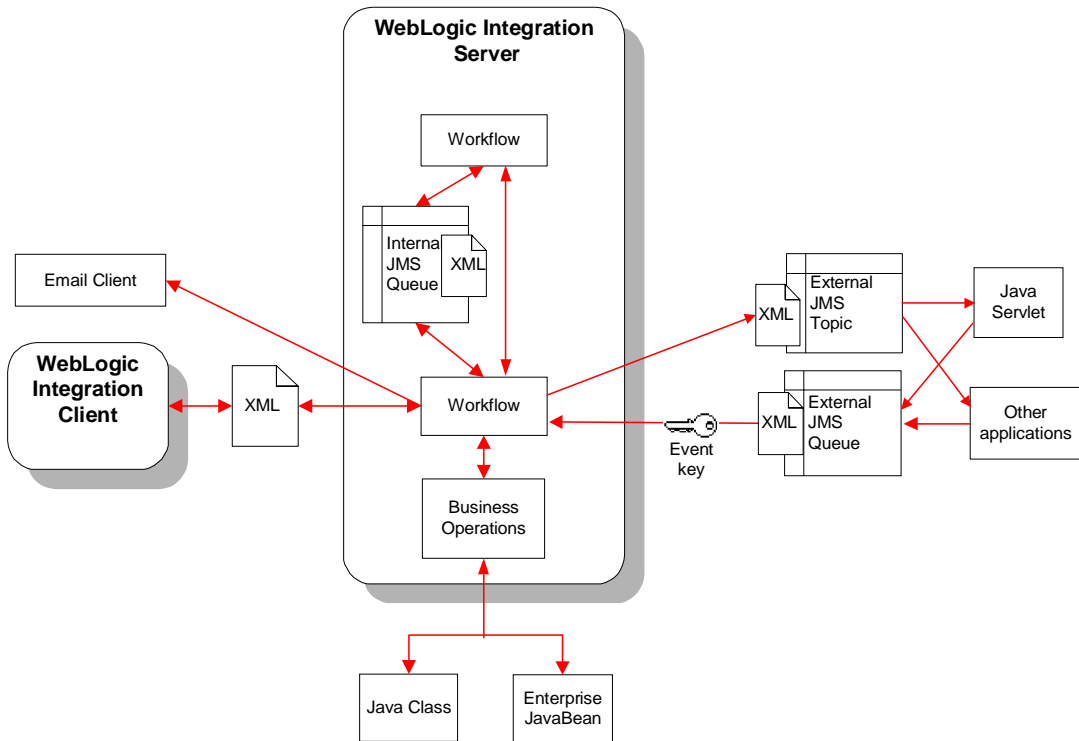 WebLogic Integration
Server
Workflow
Interna
JMS
Queue
XML
Email Client
WebLogic
Integration
Client
XML
Workflow
XML
External
JMS
Topic
Java
Servlet
XML
External
JMS
Queue
Other
applications
Event
key
Business
Operations
Java Class
Enterprise
JavaBean